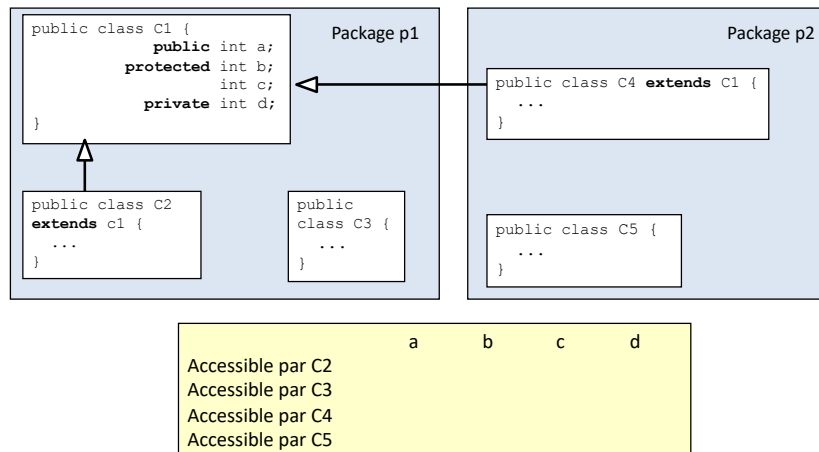 Package p1
public class C1 {
public int a;
protected int b;
int c;
private int d;
}
public class C2
extends c1 {
...
}
public
class C3 {
...
}
Package p2
public class C4 extends C1 {
...
}
public class C5 {
...
}
a b c d
Accessible par C2
Accessible par C3
Accessible par C4
Accessible par C5